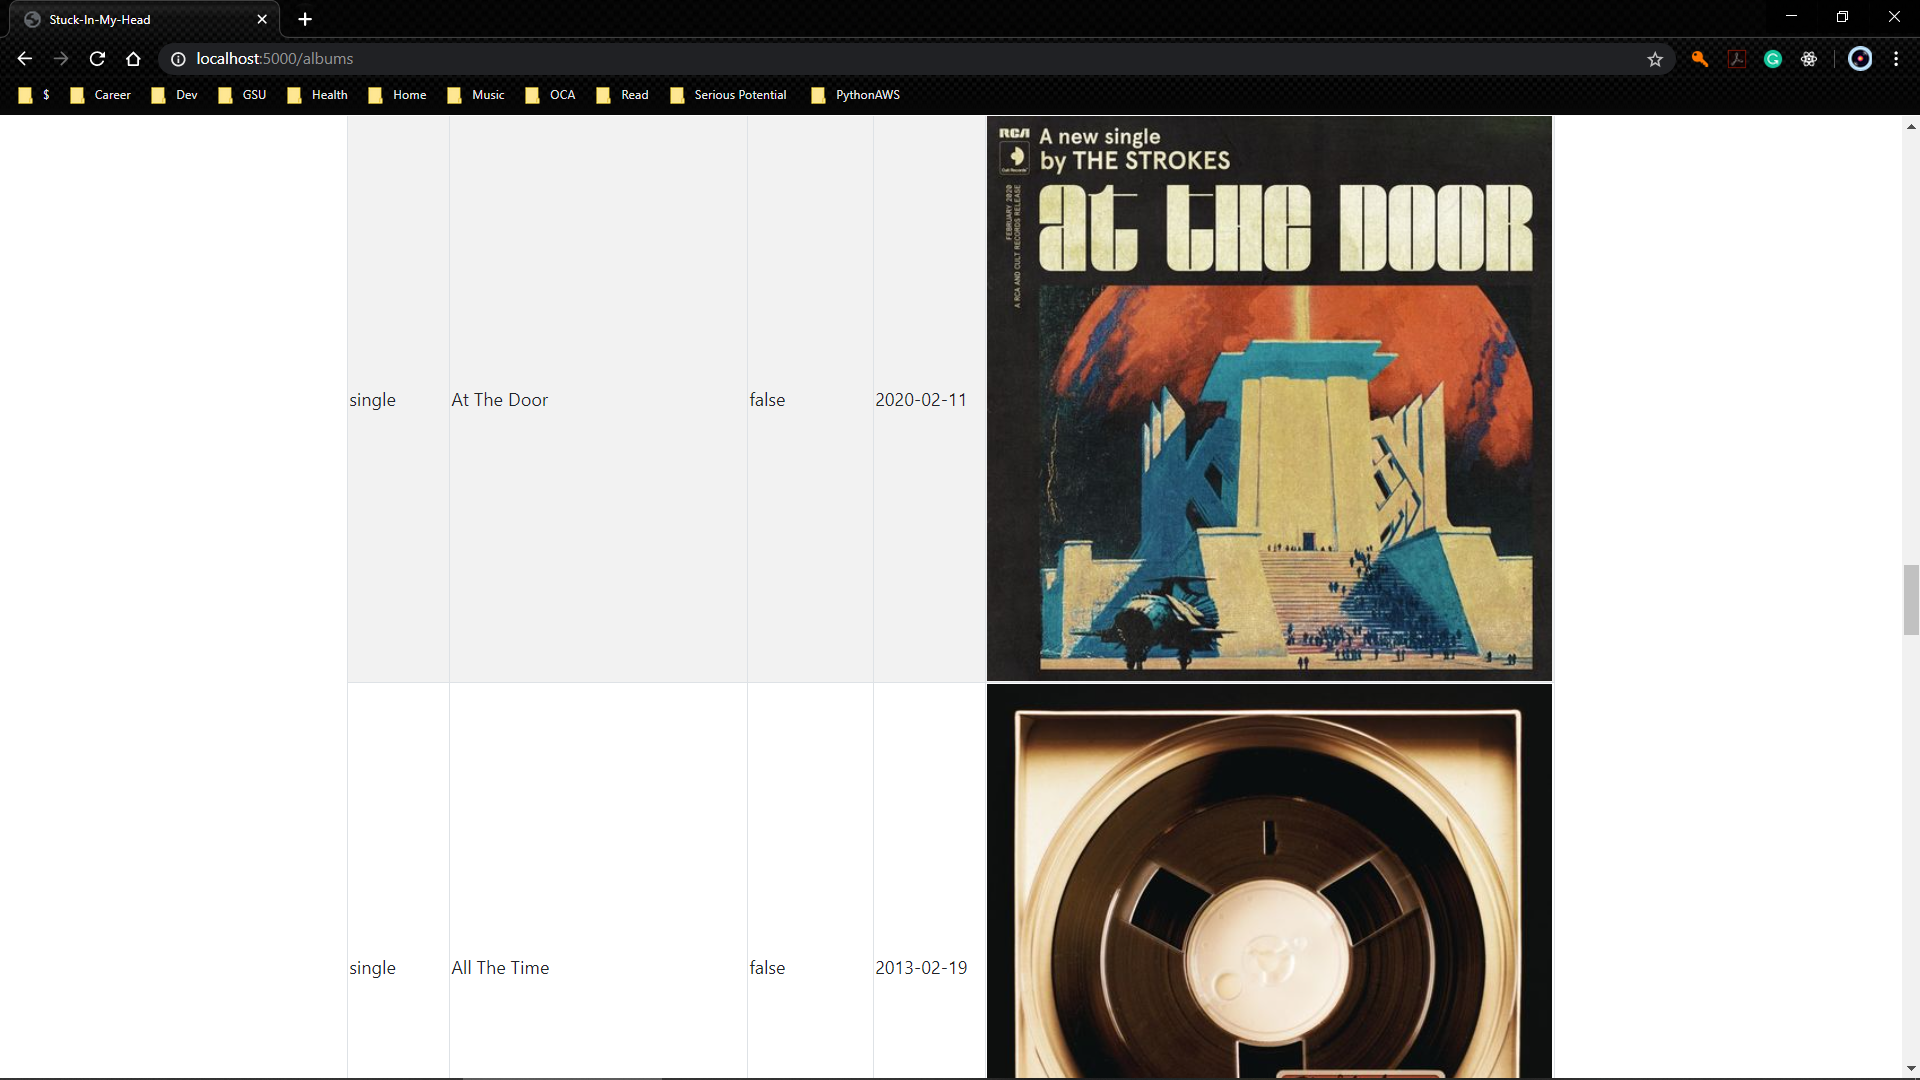 Stuck-In-My-Head
localhost:5000/albums
$ Career Dev GSU Health Home Music OCA Read Serious Potential PythonAWS
RCA A new single
by THE STROKES
Cult Records
at the DOOR
FEBRUARY 2020
A RCA AND CULT RECORDS RELEASE
single At The Door false 2020-02-11
single All The Time false 2013-02-19